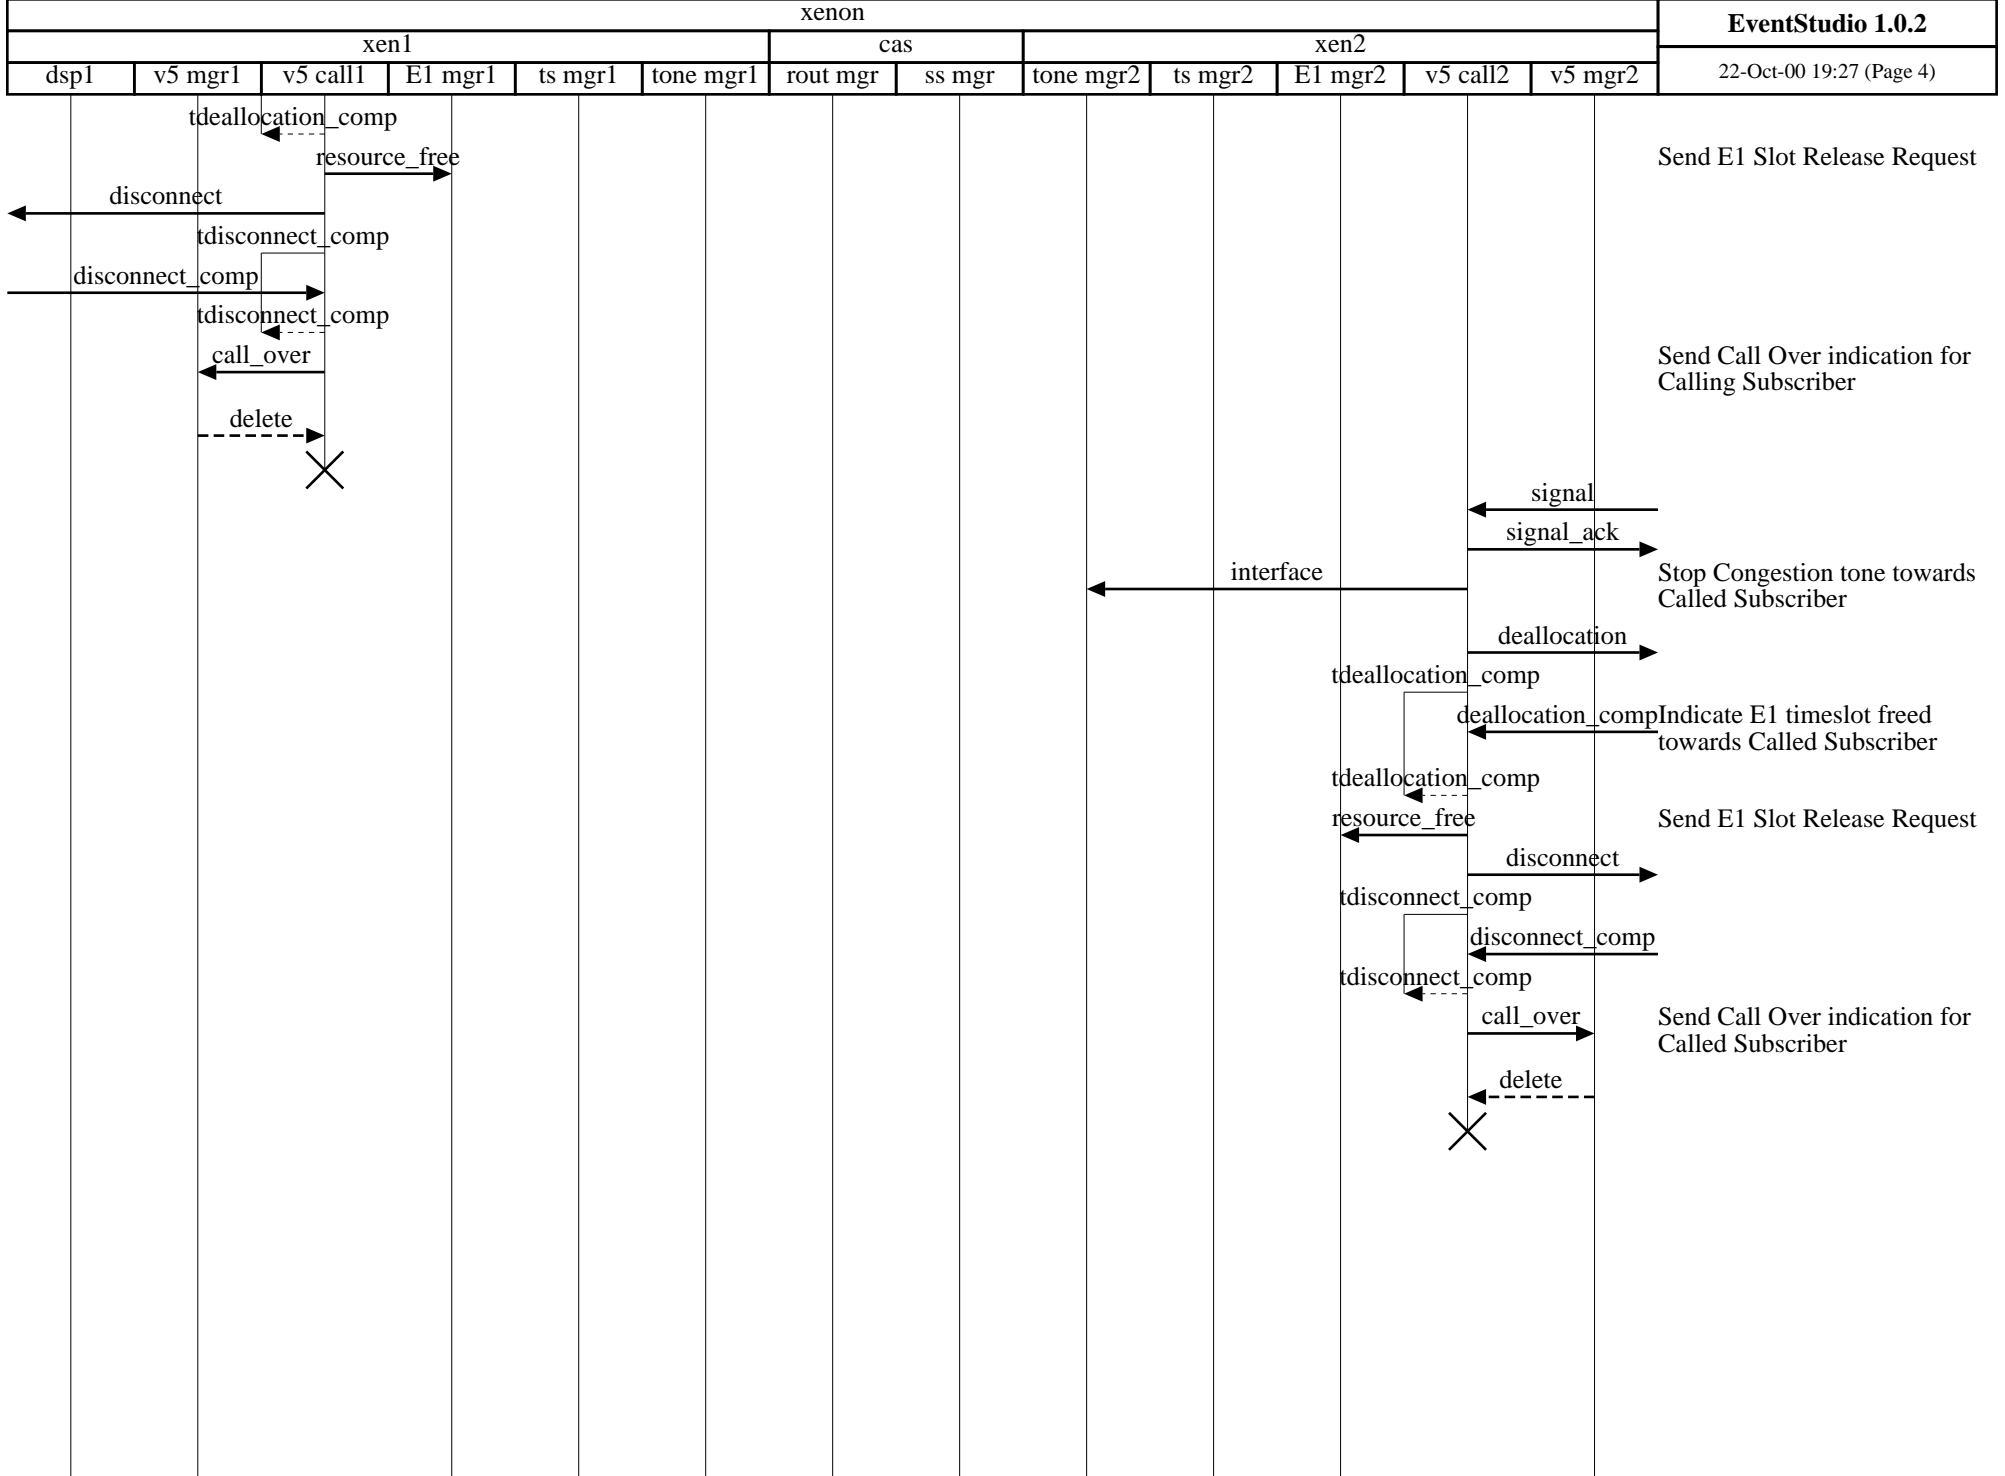 xenon
EventStudio 1.0.2
xen1
cas
xen2
22-Oct-00 19:27 (Page 4)
dsp1
v5 mgr1
v5 call1
E1 mgr1
ts mgr1
tone mgr1
rout mgr
ss mgr
tone mgr2
ts mgr2
E1 mgr2
v5 call2
v5 mgr2
tdeallocation_comp
resource_free
Send E1 Slot Release Request
disconnect
tdisconnect_comp
disconnect_comp
tdisconnect_comp
call_over
Send Call Over indication for
Calling Subscriber
delete
signal
signal_ack
interface
Stop Congestion tone towards
Called Subscriber
deallocation
tdeallocation_comp
deallocation_comp
Indicate E1 timeslot freed
towards Called Subscriber
tdeallocation_comp
resource_free
Send E1 Slot Release Request
disconnect
tdisconnect_comp
disconnect_comp
tdisconnect_comp
call_over
Send Call Over indication for
Called Subscriber
delete